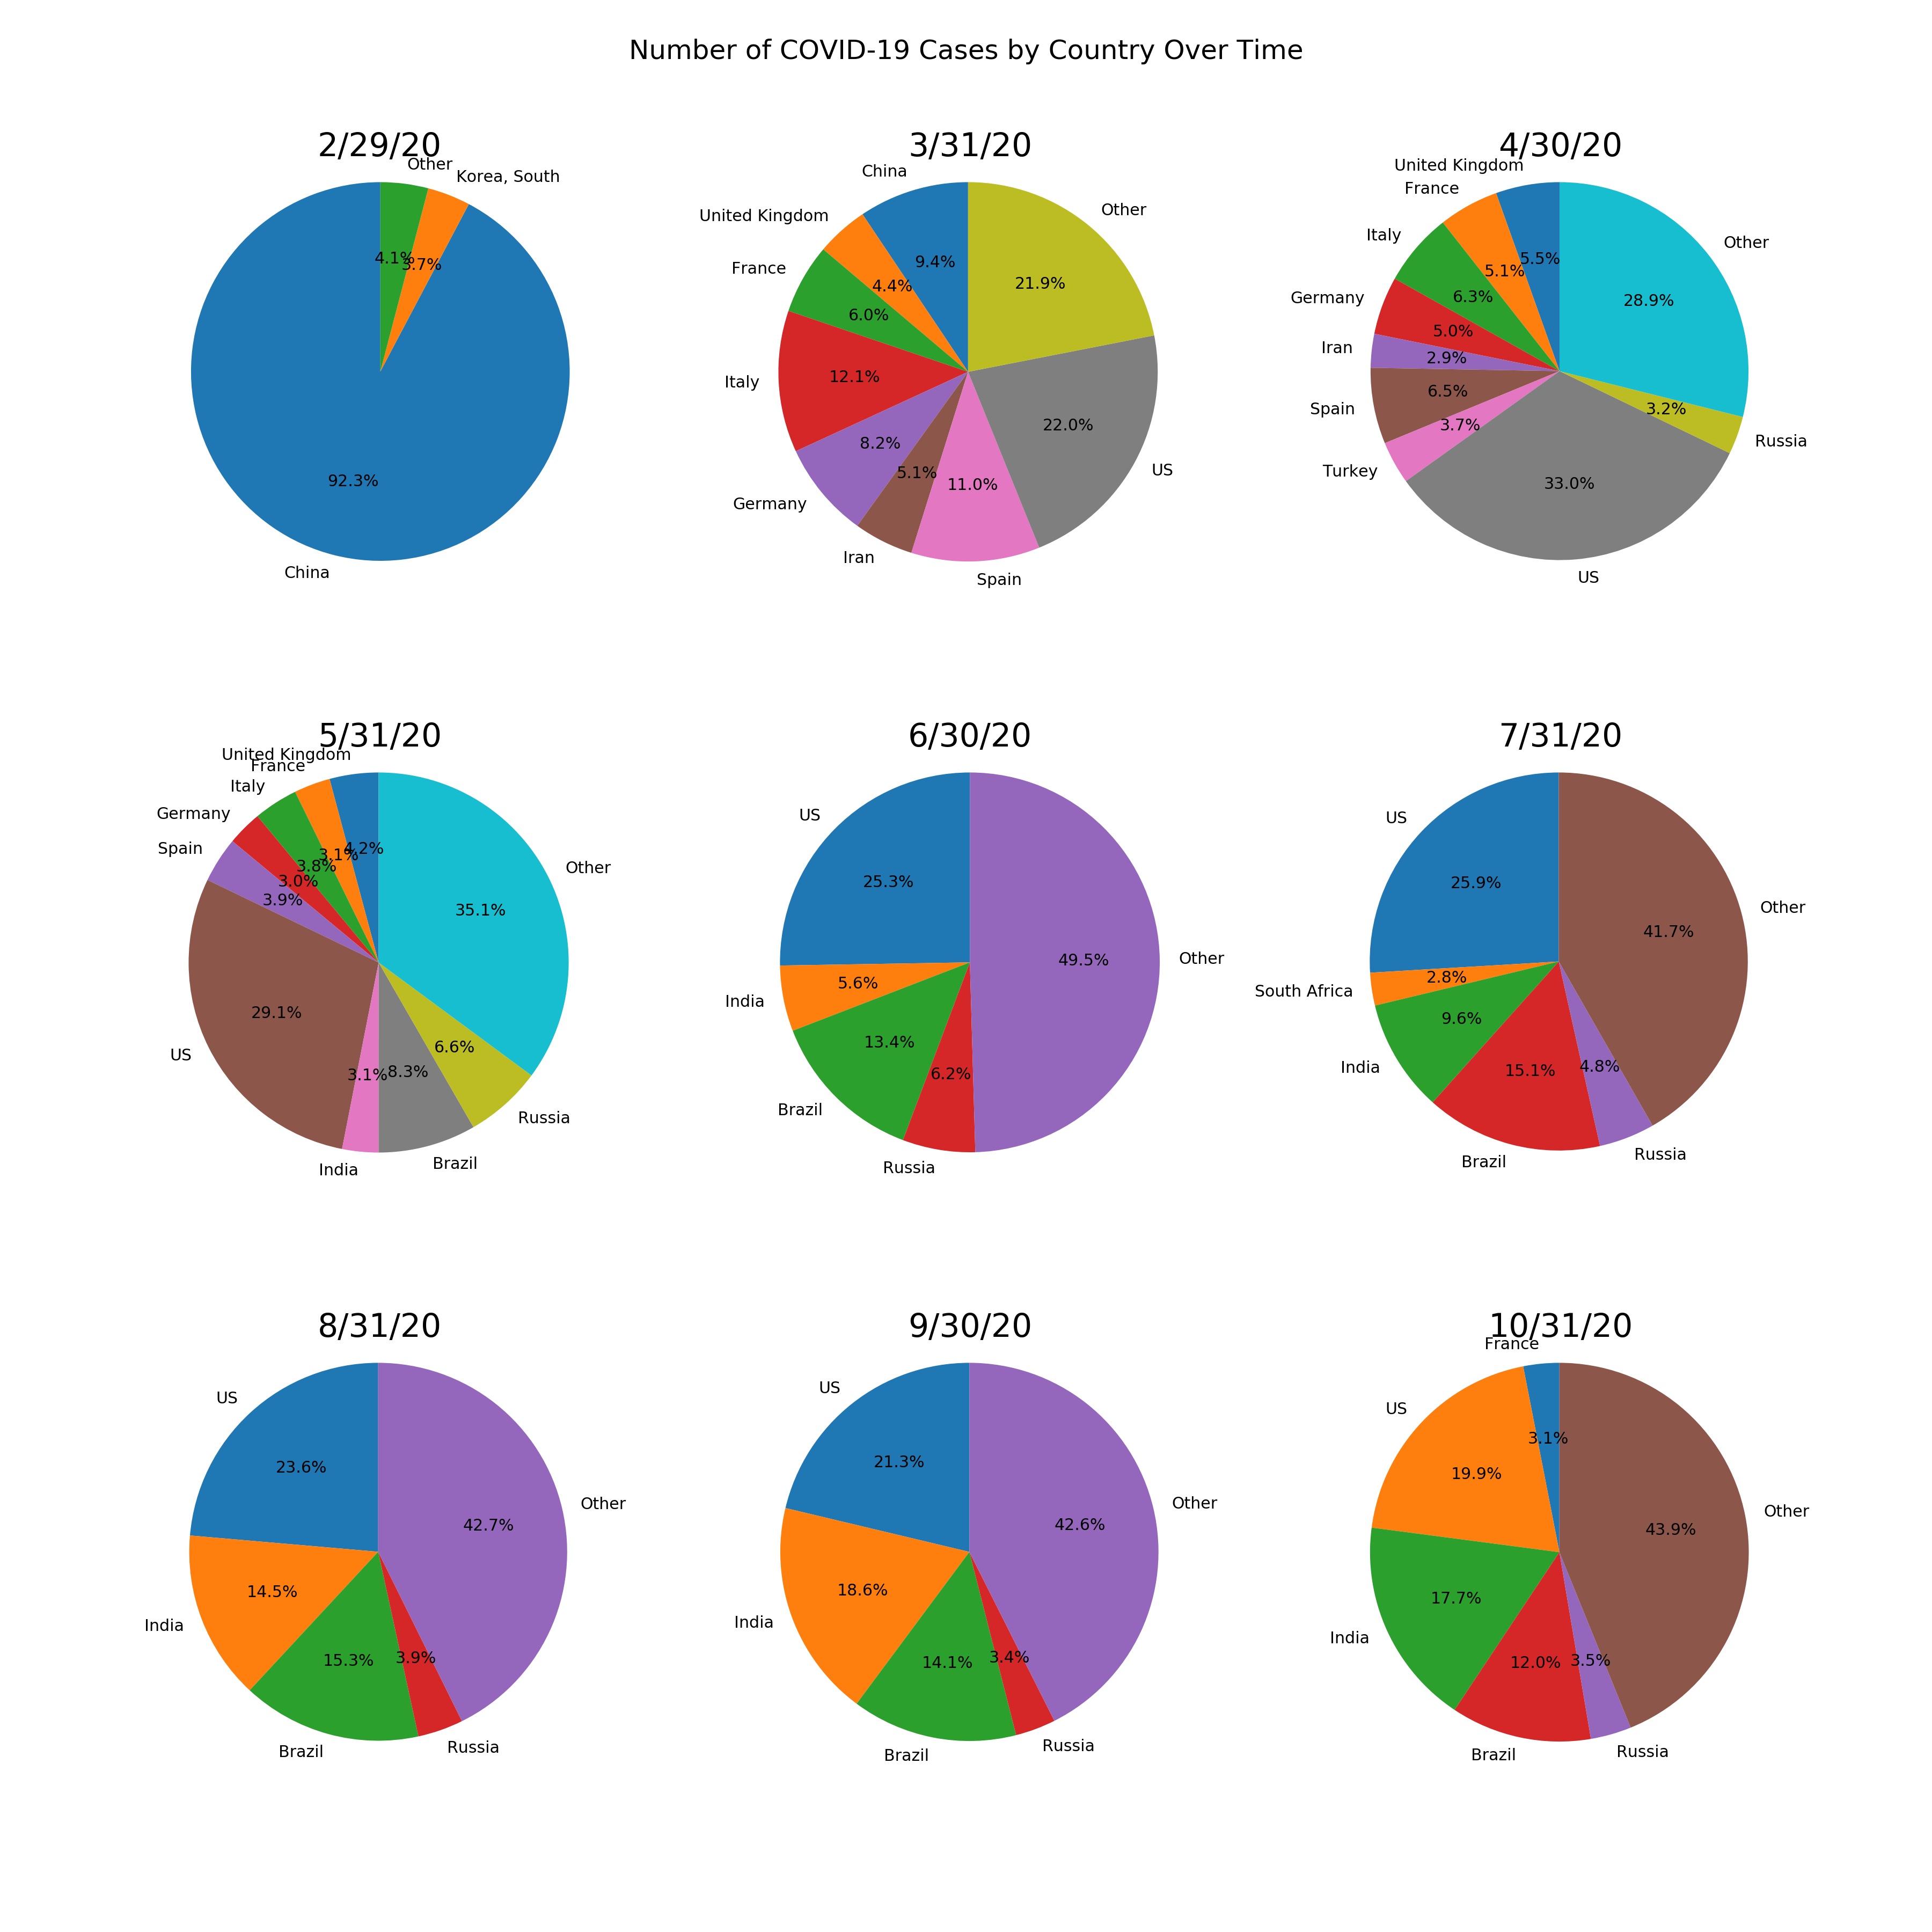 Number of COVID-19 Cases by Country Over Time
2/29/20
Other
Korea, South
4.1%
3.7%
92.3%
China
3/31/20
China
United Kingdom
France
Italy
Germany
Iran
Spain
US
Other
9.4%
4.4%
6.0%
12.1%
8.2%
5.1%
11.0%
22.0%
21.9%
4/30/20
United Kingdom
France
Italy
Germany
Iran
Spain
Turkey
US
Russia
Other
5.5%
5.1%
6.3%
5.0%
2.9%
6.5%
3.7%
33.0%
3.2%
28.9%
5/31/20
United Kingdom
France
Italy
Germany
Spain
US
India
Brazil
Russia
Other
4.2%
3.1%
3.8%
3.0%
3.9%
29.1%
3.1%
8.3%
6.6%
35.1%
6/30/20
US
India
Brazil
Russia
Other
25.3%
5.6%
13.4%
6.2%
49.5%
7/31/20
US
South Africa
India
Brazil
Russia
Other
25.9%
2.8%
9.6%
15.1%
4.8%
41.7%
8/31/20
US
India
Brazil
Russia
Other
23.6%
14.5%
15.3%
3.9%
42.7%
9/30/20
US
India
Brazil
Russia
Other
21.3%
18.6%
14.1%
3.4%
42.6%
10/31/20
France
US
India
Brazil
Russia
Other
3.1%
19.9%
17.7%
12.0%
3.5%
43.9%